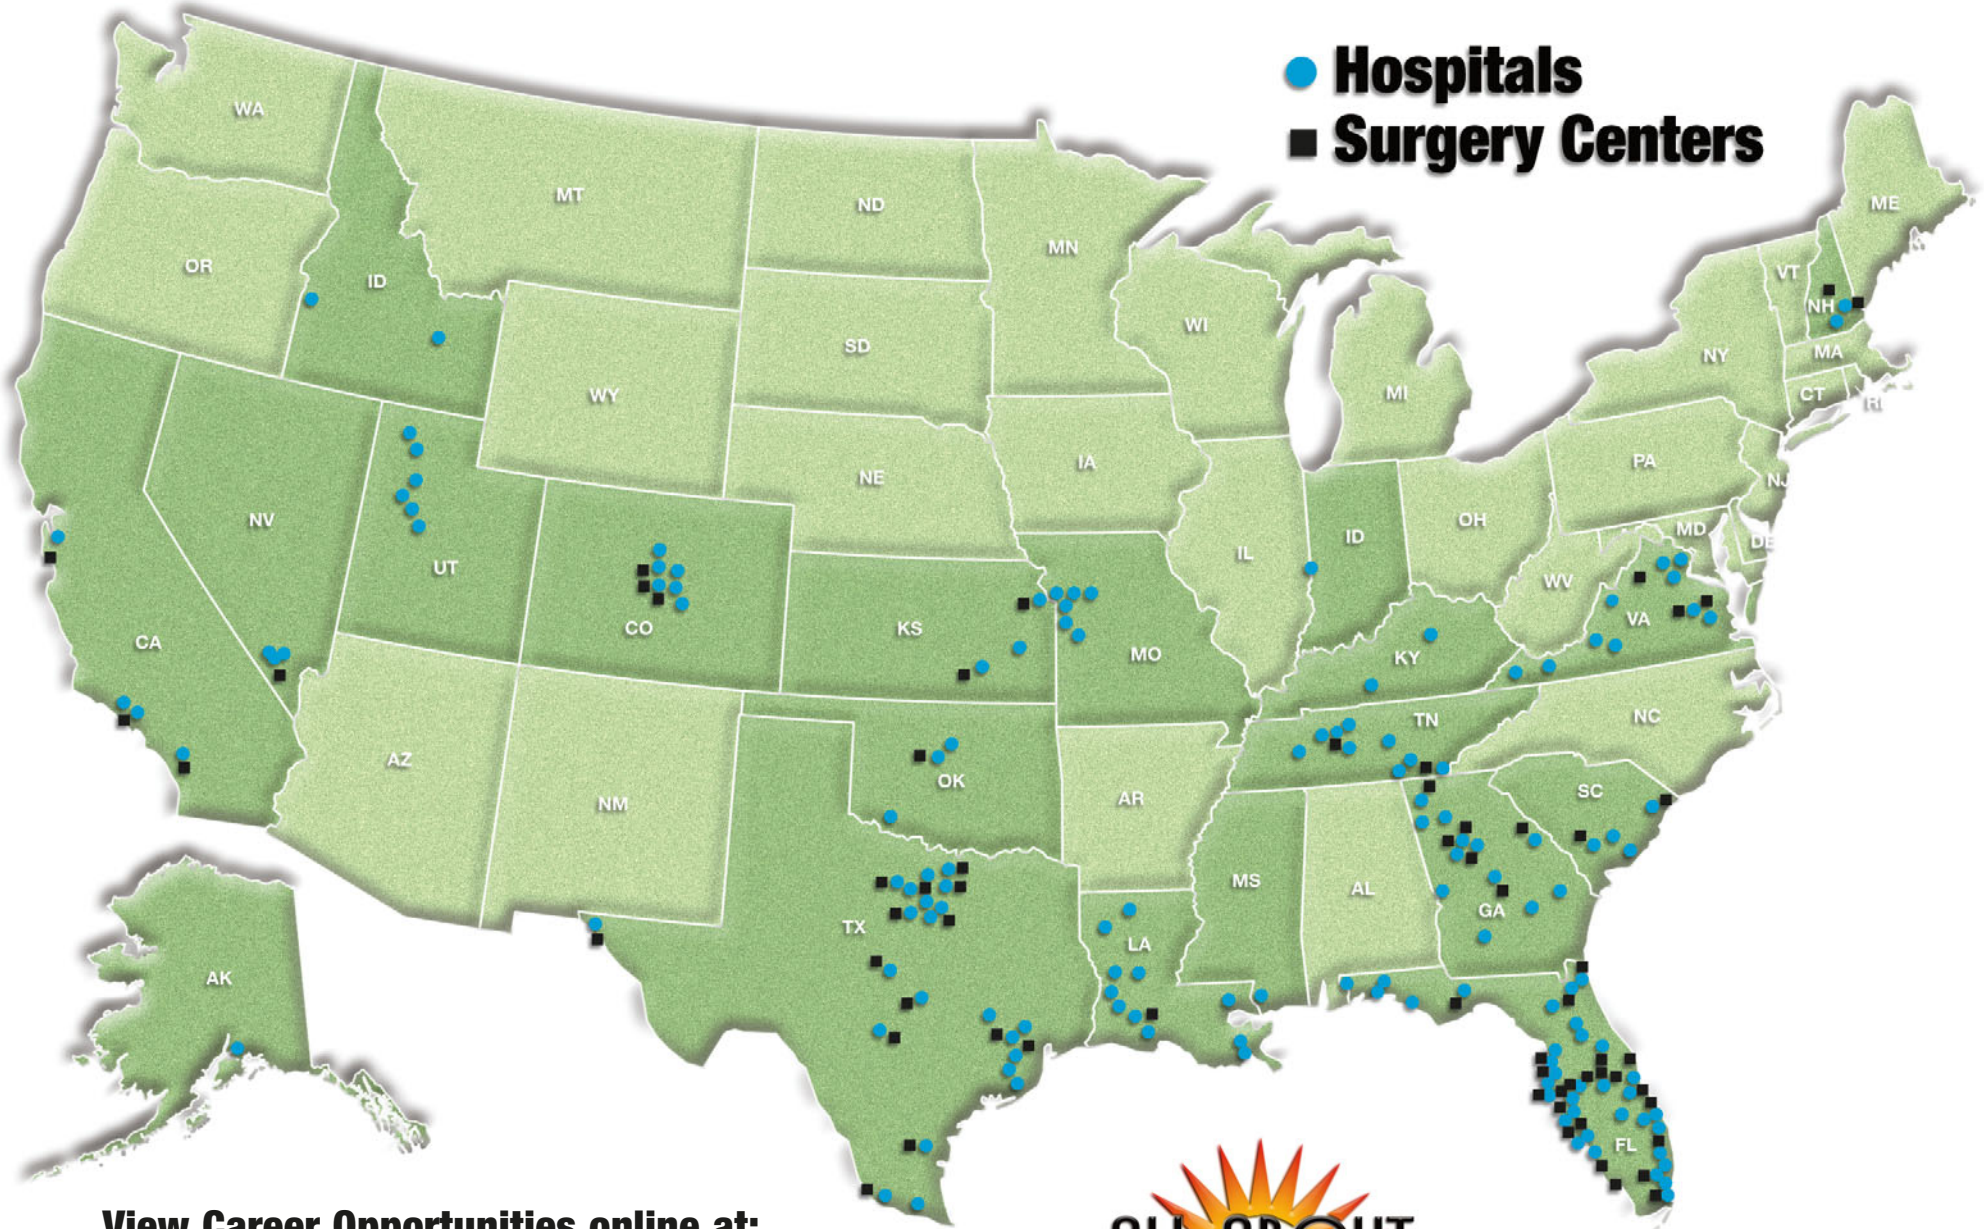 Hospitals
Surgery Centers
WA
MT
ND
MN
ME
OR
ID
SD
WI
VT
NH
WY
MI
NY
MA
CT
RI
NE
IA
PA
NJ
NV
UT
CO
IL
ID
OH
MD
DE
WV
VA
CA
KS
MO
KY
AZ
NM
OK
AR
TN
NC
SC
TX
LA
MS
AL
GA
AK
FL
View Career Opportunities online at:
ALL ABOUT